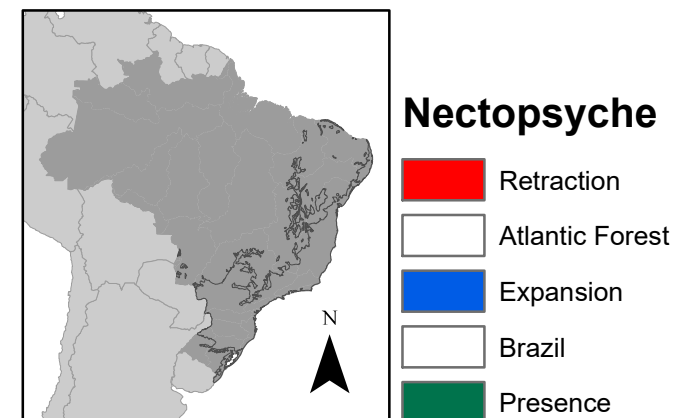 Nectopsyche
Retraction
Atlantic Forest
Expansion
Brazil
Presence
N